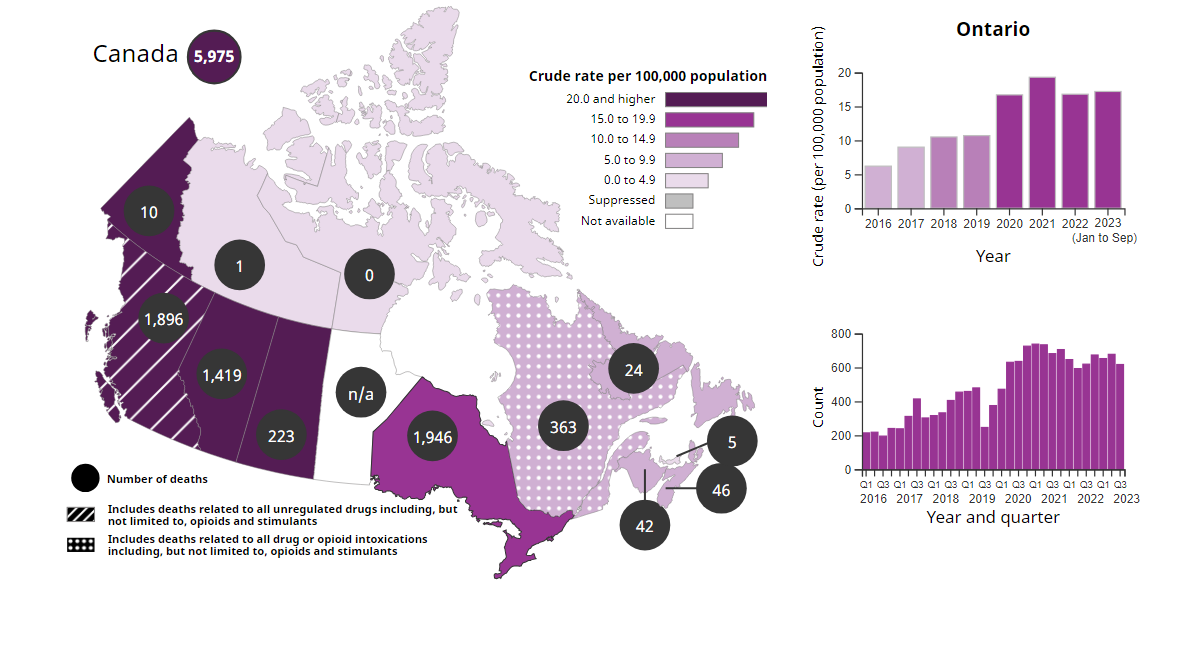 Canada
5,975
Crude rate per 100,000 population
20.0 and higher
15.0 to 19.9
10.0 to 14.9
5.0 to 9.9
0.0 to 4.9
Suppressed
Not available
10
1
0
1,896
1,419
223
n/a
1,946
363
24
5
46
42
Number of deaths
Includes deaths related to all unregulated drugs including, but
not limited to, opioids and stimulants
Includes deaths related to all drug or opioid intoxications
including, but not limited to, opioids and stimulants
Ontario
Crude rate (per 100,000 population)
20
15
10
5
0
2016 2017 2018 2019 2020 2021 2022 2023
(Jan to Sep)
Year
Count
800
600
400
200
0
Q1 Q3 Q1 Q3 Q1 Q3 Q1 Q3 Q1 Q3 Q1 Q3 Q1 Q3 Q1 Q3
2016 2017 2018 2019 2020 2021 2022 2023
Year and quarter